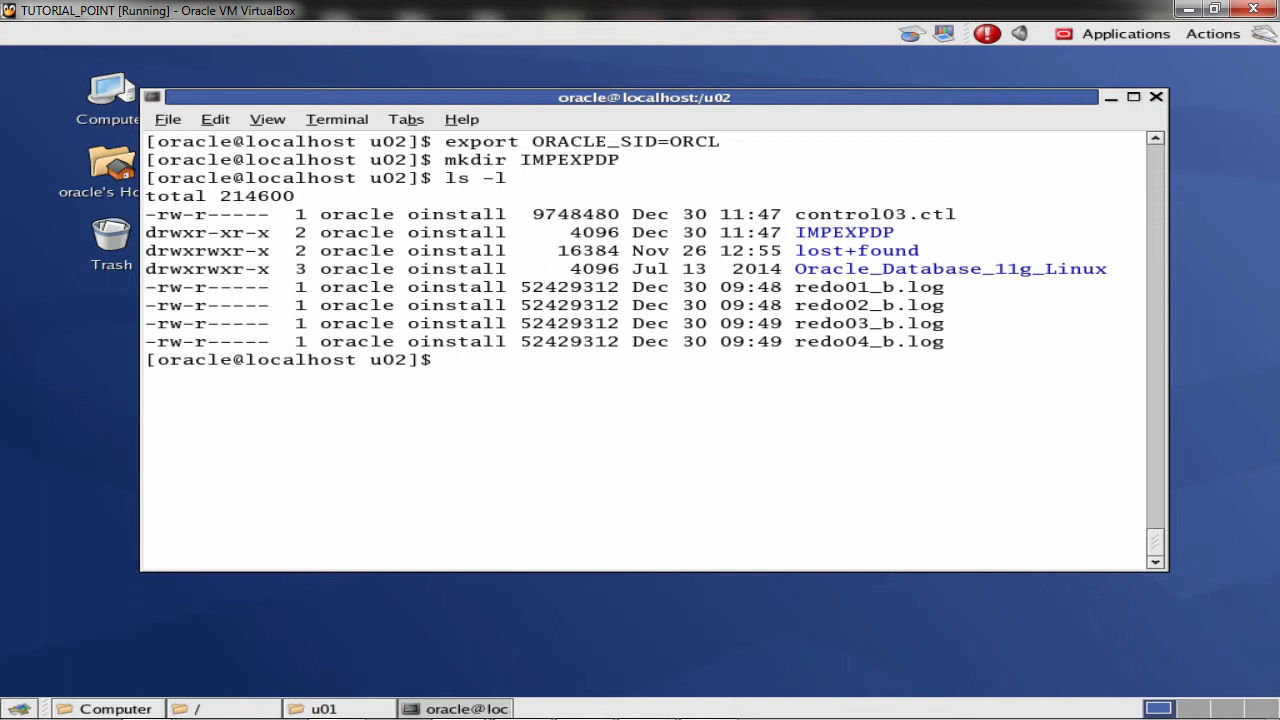 TUTORIAL_POINT [Running] - Oracle VM VirtualBox
Applications Actions
Compute
oracle's Ho
Trash
oracle@localhost:/u02
File Edit View Terminal Tabs Help
[oracle@localhost u02]$ export ORACLE_SID=ORCL
[oracle@localhost u02]$ mkdir IMPEXPDP
[oracle@localhost u02]$ ls -l
total 214600
-rw-r----- 1 oracle oinstall 9748480 Dec 30 11:47 control03.ctl
drwxr-xr-x 2 oracle oinstall 4096 Dec 30 11:47 IMPEXPDP
drwxrwxr-x 2 oracle oinstall 16384 Nov 26 12:55 lost+found
drwxrwxr-x 3 oracle oinstall 4096 Jul 13 2014 Oracle_Database_11g_Linux
-rw-r----- 1 oracle oinstall 52429312 Dec 30 09:48 redo01_b.log
-rw-r----- 1 oracle oinstall 52429312 Dec 30 09:48 redo02_b.log
-rw-r----- 1 oracle oinstall 52429312 Dec 30 09:49 redo03_b.log
-rw-r----- 1 oracle oinstall 52429312 Dec 30 09:49 redo04_b.log
[oracle@localhost u02]$
Computer / u01 oracle@loc